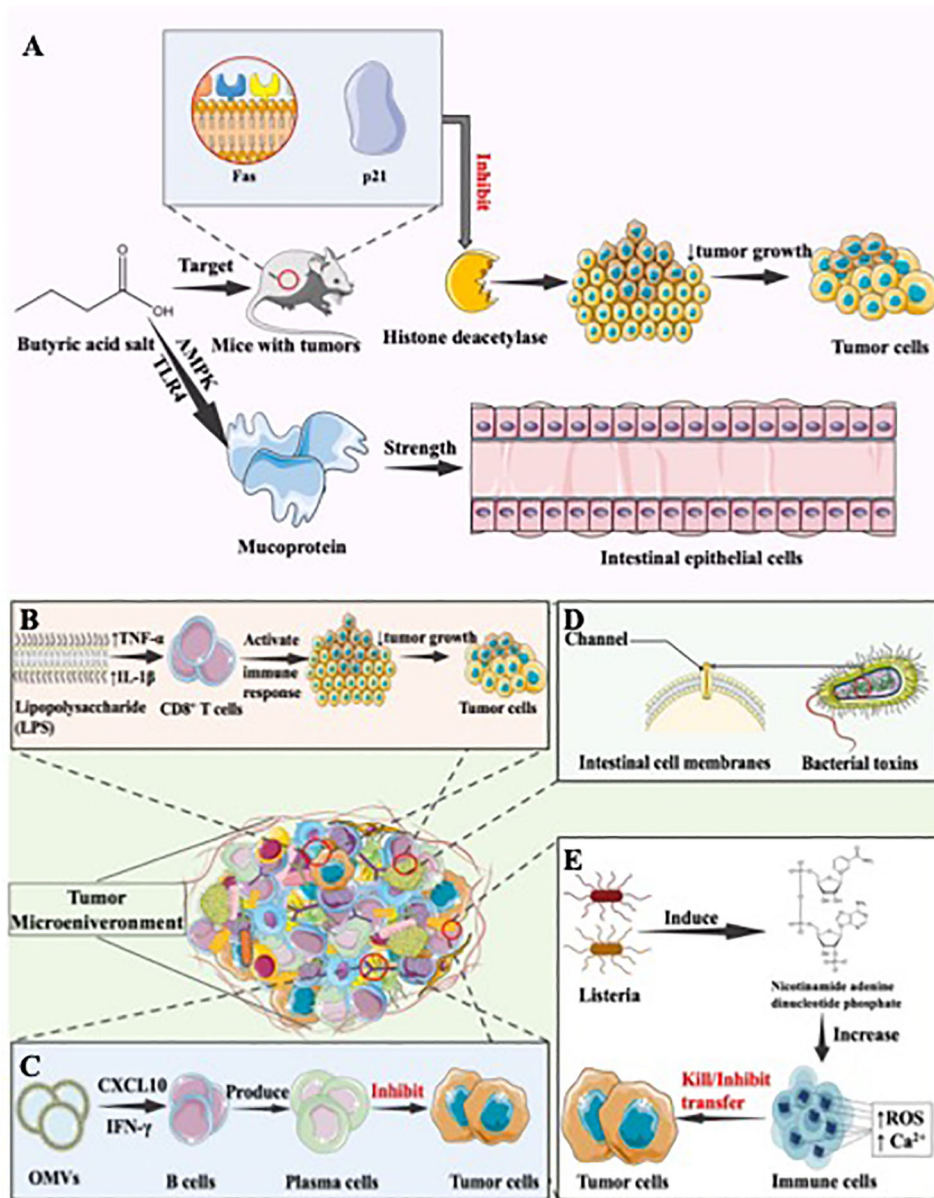 A
Fas
p21
Inhibit
Target
OH
O
Butyric acid salt
Mice with tumors
Histone deacetylase
↓tumor growth
Tumor cells
AMPK
TLR4
Strength
Mucoprotein
Intestinal epithelial cells
B
↑TNF-α
↑IL-1β
Lipopolysaccharide
(LPS)
CD8⁺ T cells
Activate
immune
response
↓tumor growth
Tumor cells
D
Channel
Intestinal cell membranes
Bacterial toxins
Tumor
Microeniveronment
E
Listeria
Induce
Nicotinamide adenine
dinucleotide phosphate
Increase
Kill/Inhibit
transfer
↑ROS
↑ Ca²⁺
Tumor cells
Immune cells
C
CXCL10
IFN-γ
OMVs
B cells
Produce
Plasma cells
Inhibit
Tumor cells